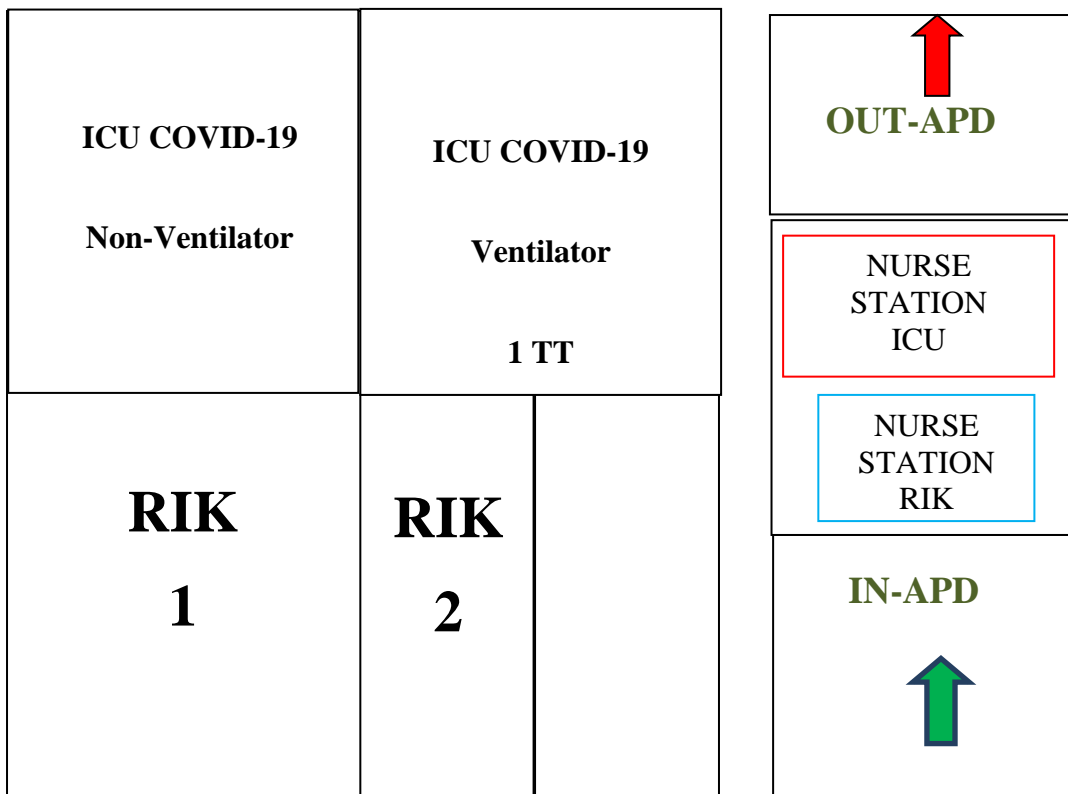 ICU COVID-19
Non-Ventilator
ICU COVID-19
Ventilator
1 TT
RIK
1
RIK
2
OUT-APD
NURSE
STATION
ICU
NURSE
STATION
RIK
IN-APD